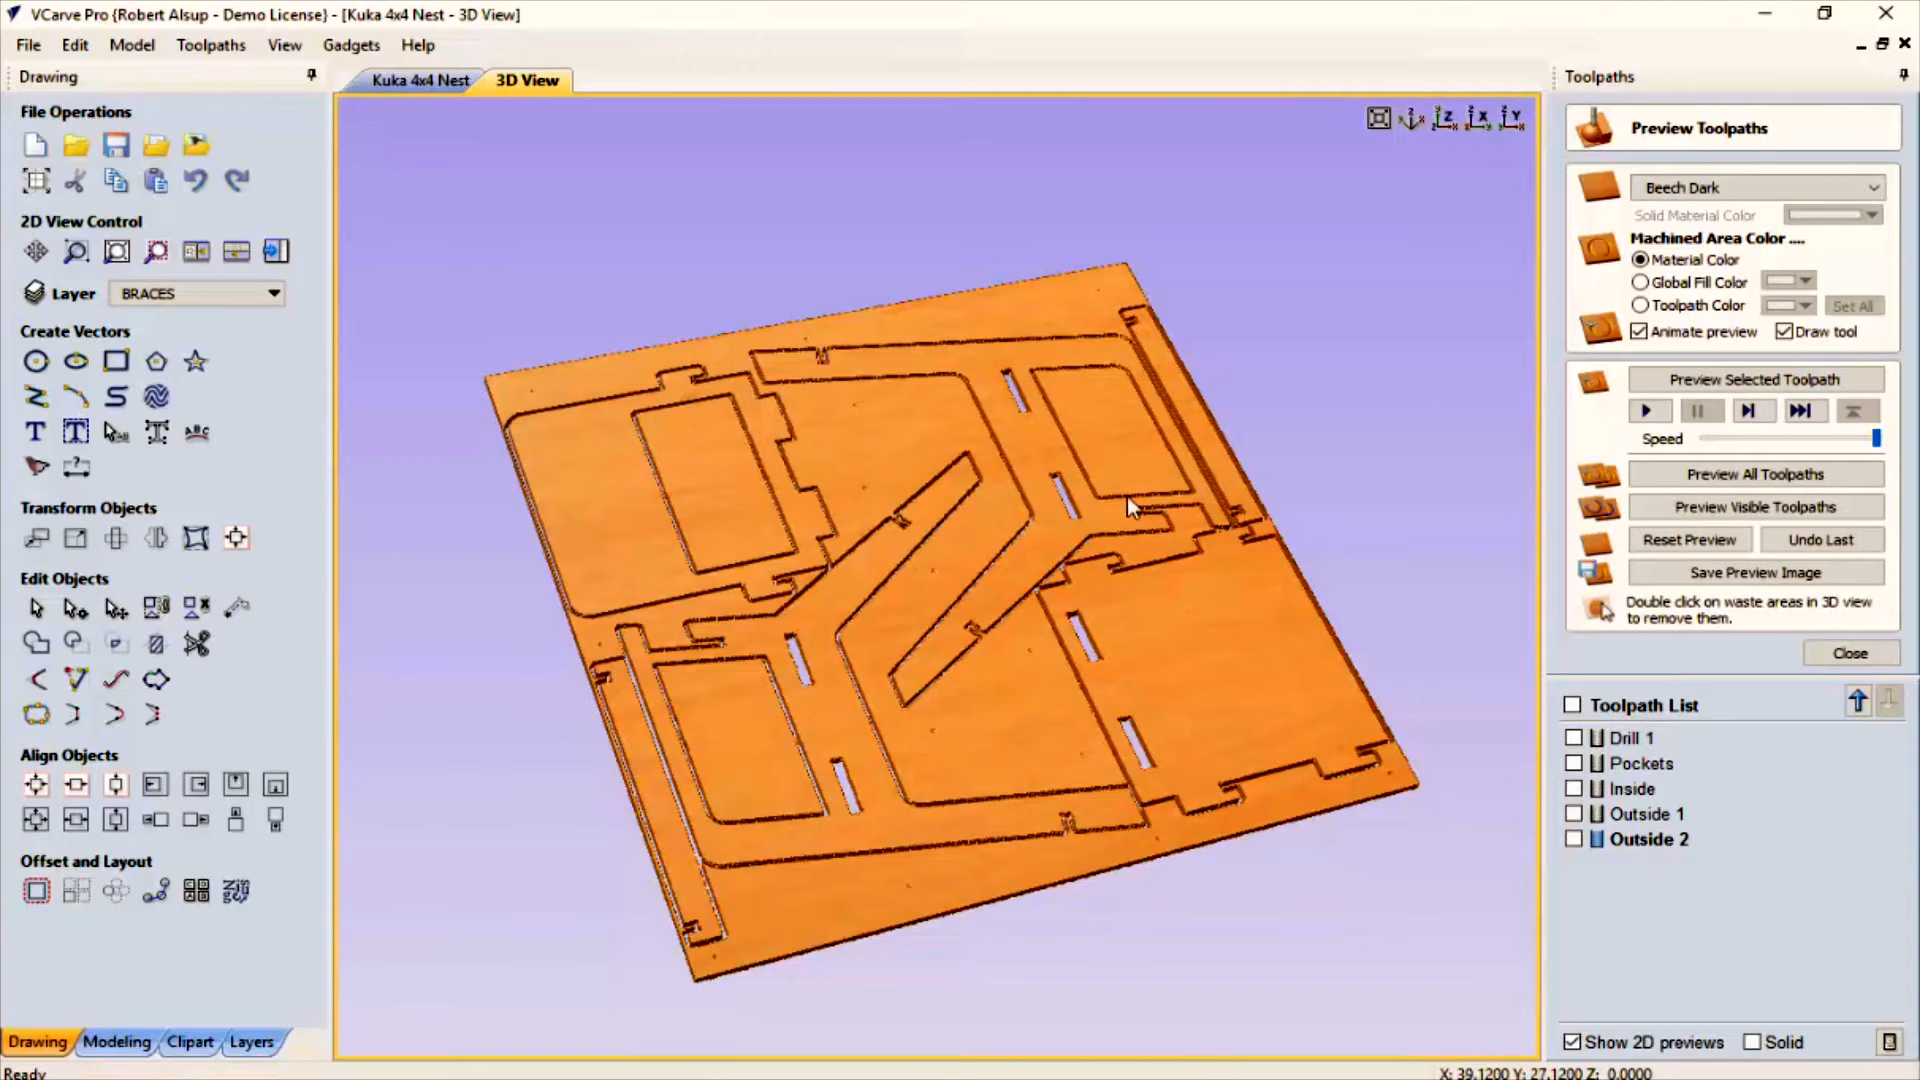 VCarve Pro {Robert Alsup - Demo License} - [Kuka 4x4 Nest - 3D View]
File Edit Model Toolpaths View Gadgets Help
Drawing
File Operations
2D View Control
Layer BRACES
Create Vectors
Transform Objects
Edit Objects
Align Objects
Offset and Layout
Drawing Modeling Clipart Layers
Ready
Kuka 4x4 Nest 3D View
Toolpaths
Preview Toolpaths
Beech Dark
Solid Material Color
Machined Area Color ....
Material Color
Global Fill Color
Toolpath Color Set All
Animate preview Draw tool
Preview Selected Toolpath
Speed
Preview All Toolpaths
Preview Visible Toolpaths
Reset Preview Undo Last
Save Preview Image
Double click on waste areas in 3D view
to remove them.
Close
Toolpath List
Drill 1
Pockets
Inside
Outside 1
Outside 2
Show 2D previews Solid
X: 39.1200 Y: 27.1200 Z: 0.0000